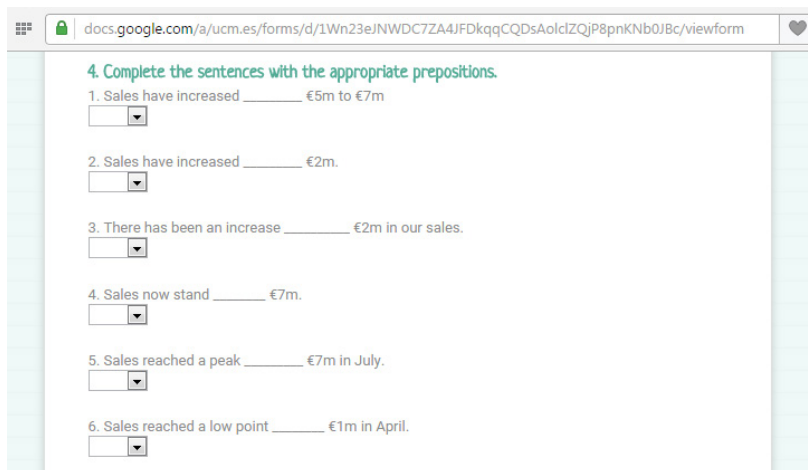 docs.google.com/a/ucm.es/forms/d/1Wn23eJNWDC7ZA4JFDkqqCQDsAolclZQjP8pnKNb0JBc/viewform
4. Complete the sentences with the appropriate prepositions.
1. Sales have increased ________ €5m to €7m
2. Sales have increased ________ €2m.
3. There has been an increase _________ €2m in our sales.
4. Sales now stand _______ €7m.
5. Sales reached a peak ________ €7m in July.
6. Sales reached a low point _______ €1m in April.